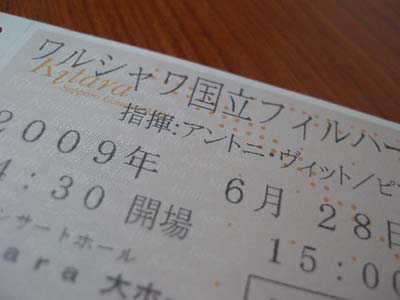 ワルシャワ国立フィルハー
Kitara
指揮:アントニ・ヴィット/ピ
2009年 6月 28日
4:30 開場 15:00
ンサートホール
ara 大ホ